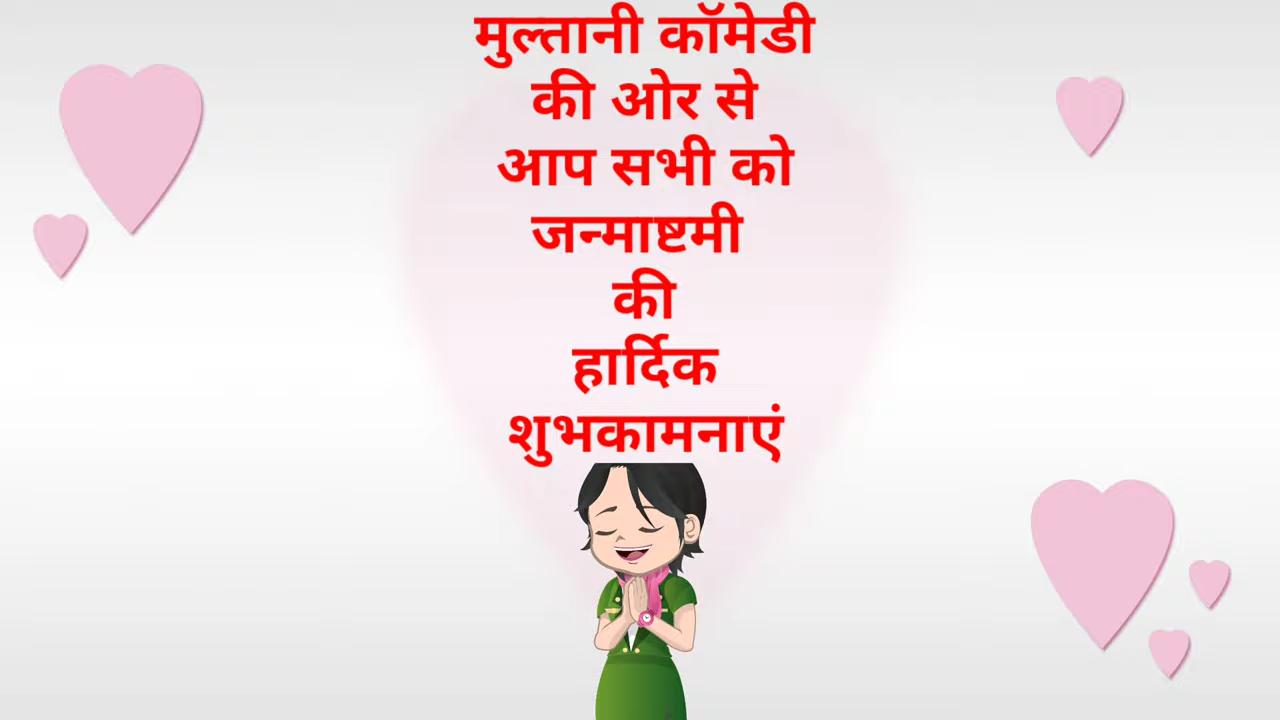 मुल्तानी कॉमेडी
की ओर से
आप सभी को
जन्माष्टमी
की
हार्दिक
शुभकामनाएं